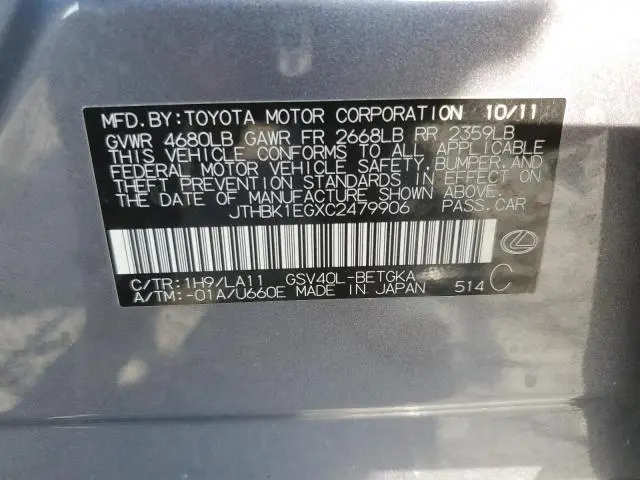 MFD.BY:TOYOTA MOTOR CORPORATION 10/11
GVWR 4680LB GAWR FR 2668LB RR 2359LB
THIS VEHICLE CONFORMS TO ALL APPLICABLE
FEDERAL MOTOR VEHICLE SAFETY,BUMPER,AND
THEFT PREVENTION STANDARDS IN EFFECT ON
THE DATE OF MANUFACTURE SHOWN ABOVE.
JTHBK1EGXC2479906 PASS.CAR
C/TR:1H9/LA11 GSV40L-BETGKA
A/TM:-01A/U660E MADE IN JAPAN 514 C